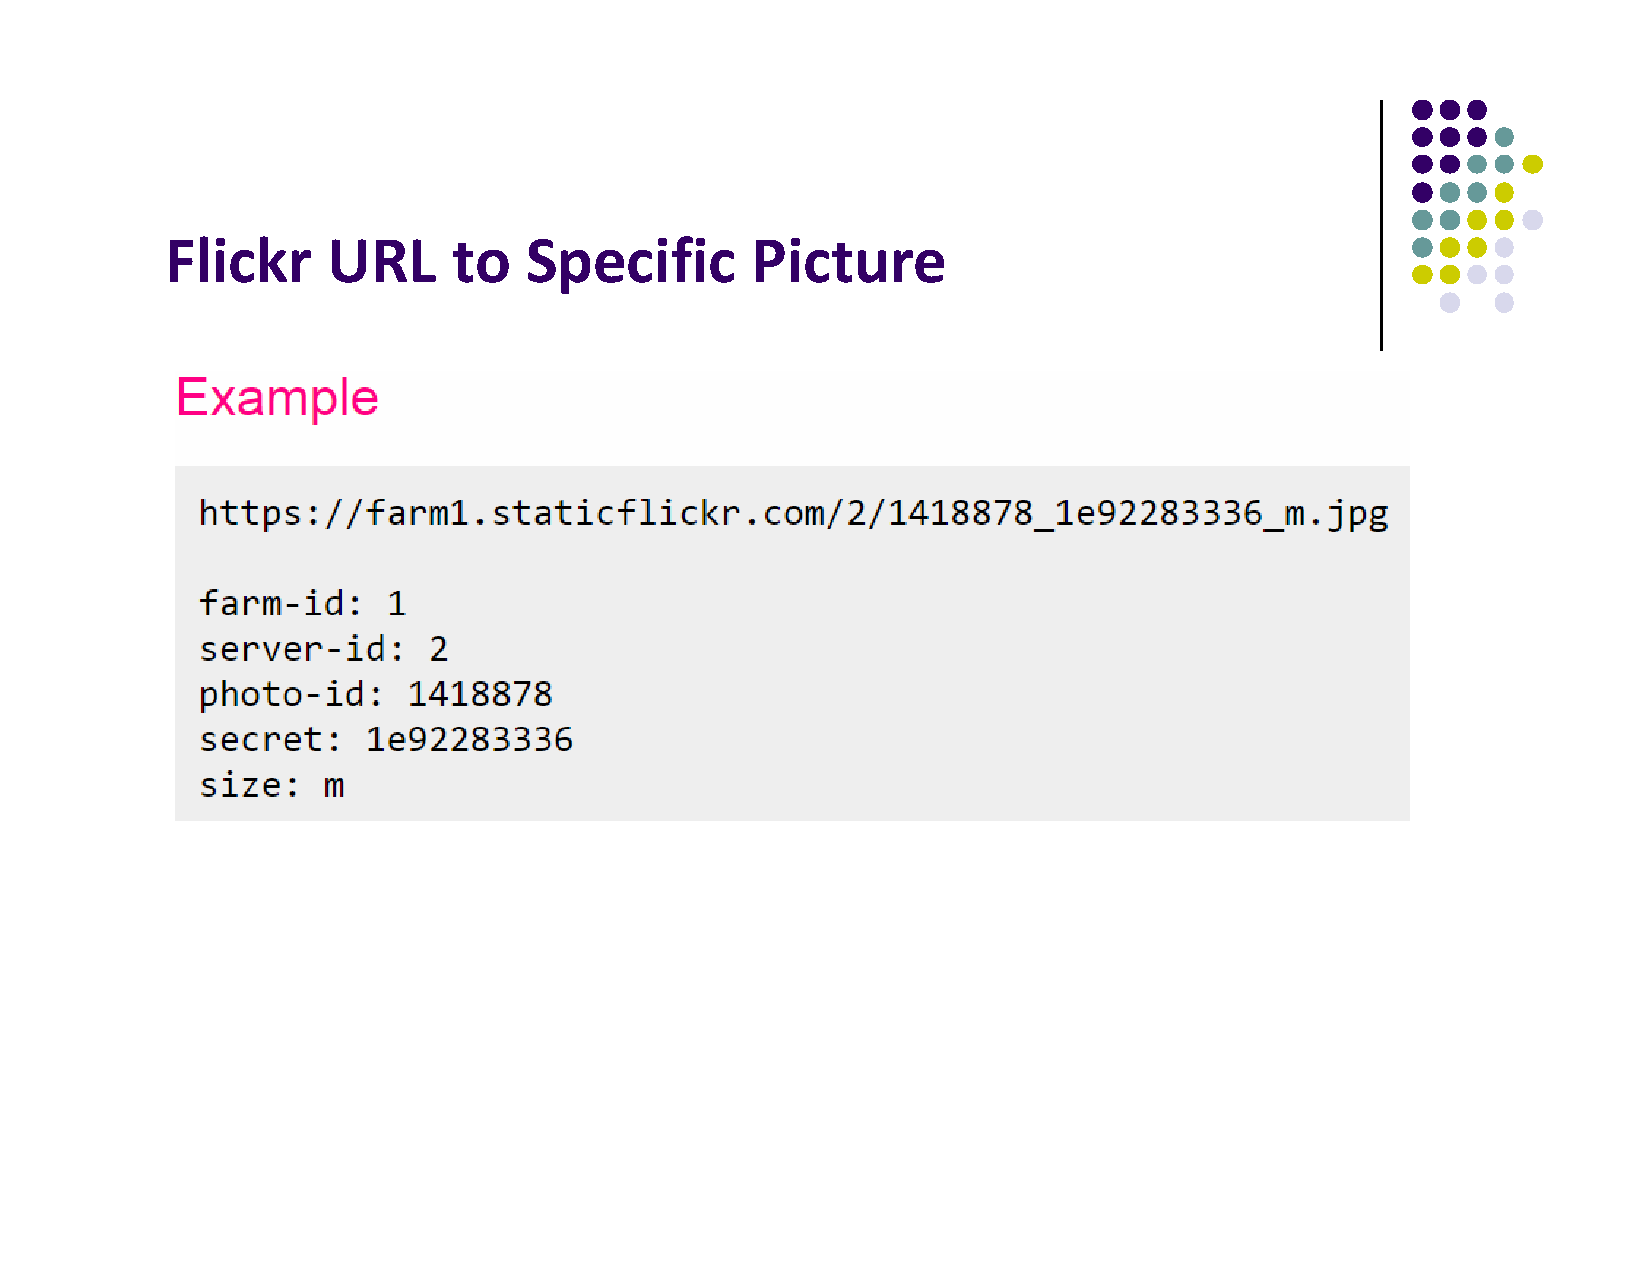 Flickr URL to Specific Picture
Example
https://farm1.staticflickr.com/2/1418878_1e92283336_m.jpg
farm-id: 1
server-id: 2
photo-id: 1418878
secret: 1e92283336
size: m